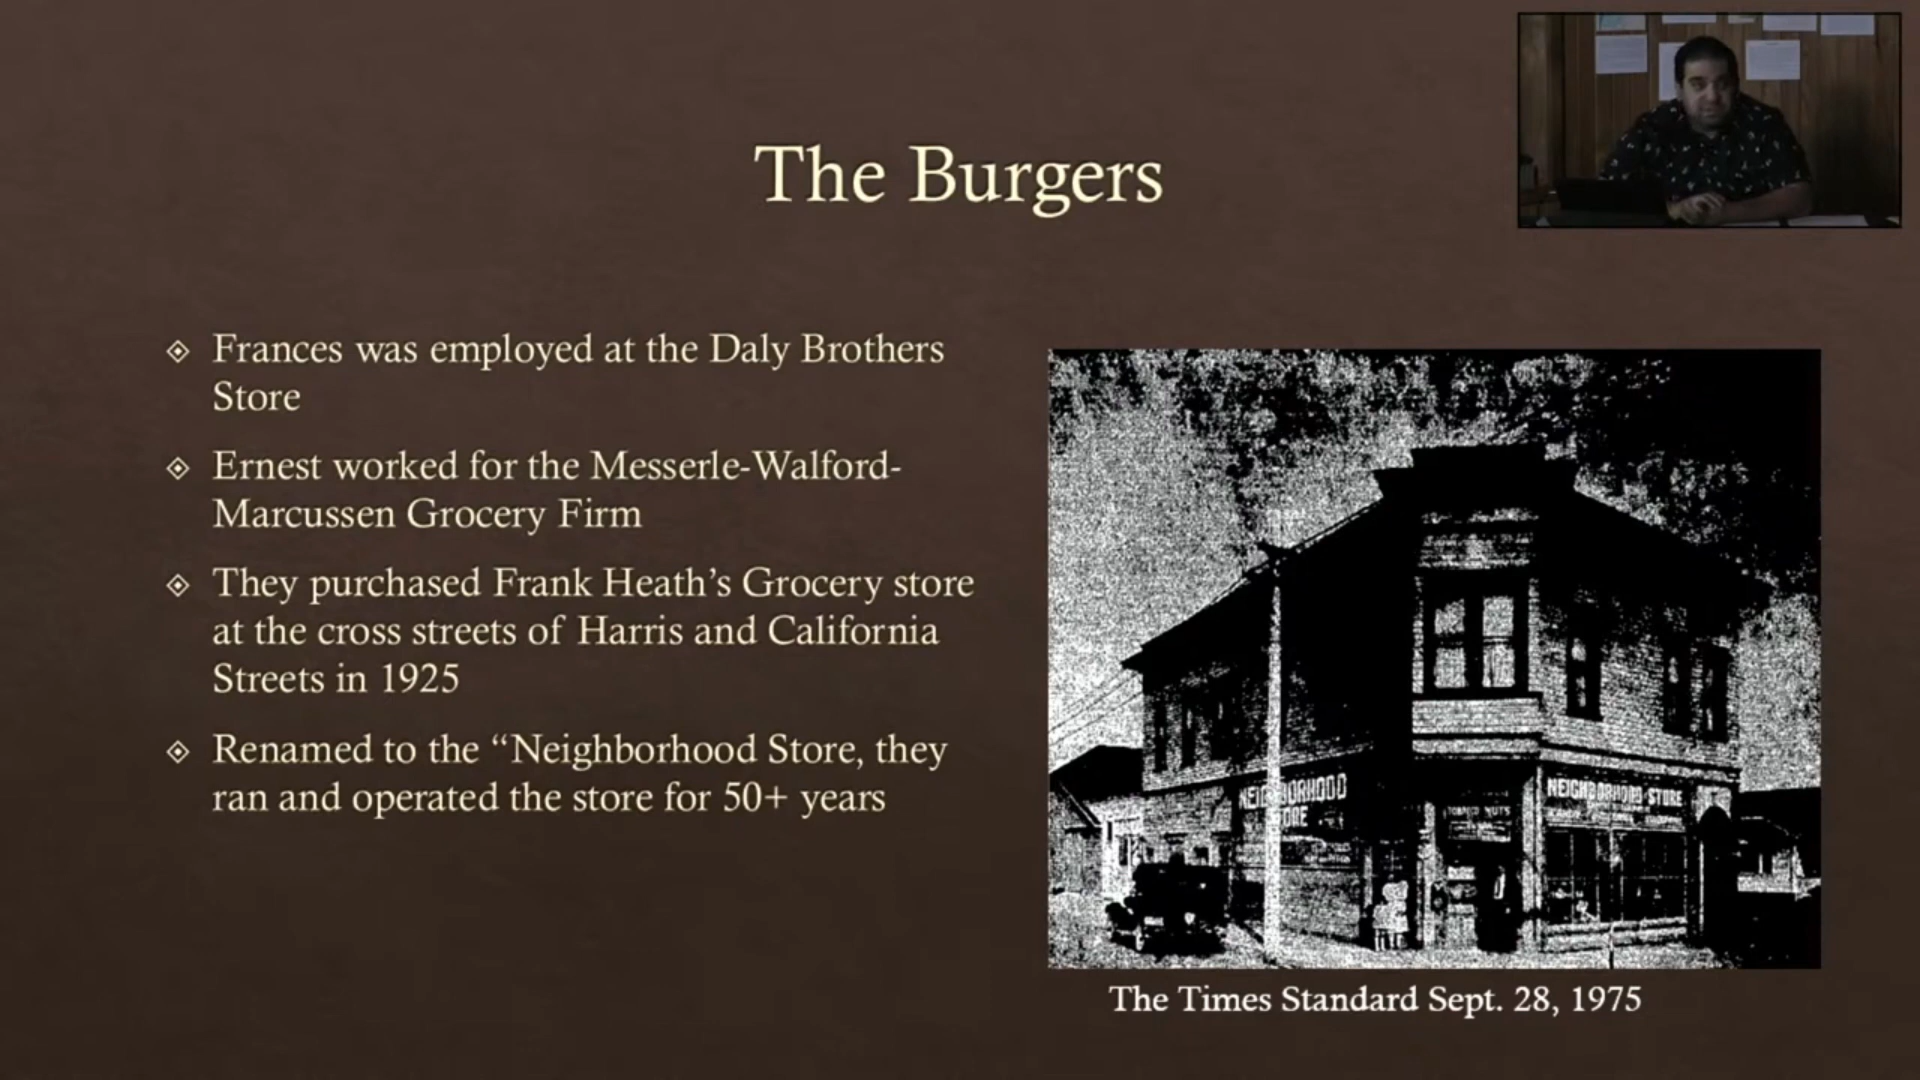 The Burgers
Frances was employed at the Daly Brothers
Store
Ernest worked for the Messerle-Walford-
Marcussen Grocery Firm
They purchased Frank Heath’s Grocery store
at the cross streets of Harris and California
Streets in 1925
Renamed to the “Neighborhood Store, they
ran and operated the store for 50+ years
NEIGHBORHOOD STORE
The Times Standard Sept. 28, 1975